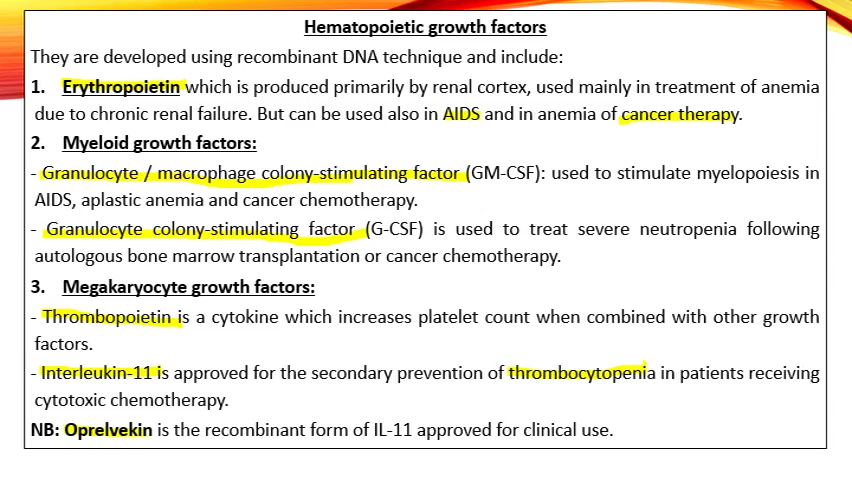 Hematopoietic growth factors
They are developed using recombinant DNA technique and include:
1. Erythropoietin which is produced primarily by renal cortex, used mainly in treatment of anemia
due to chronic renal failure. But can be used also in AIDS and in anemia of cancer therapy.
2. Myeloid growth factors:
- Granulocyte / macrophage colony-stimulating factor (GM-CSF): used to stimulate myelopoiesis in
AIDS, aplastic anemia and cancer chemotherapy.
- Granulocyte colony-stimulating factor (G-CSF) is used to treat severe neutropenia following
autologous bone marrow transplantation or cancer chemotherapy.
3. Megakaryocyte growth factors:
- Thrombopoietin is a cytokine which increases platelet count when combined with other growth
factors.
- Interleukin-11 is approved for the secondary prevention of thrombocytopenia in patients receiving
cytotoxic chemotherapy.
NB: Oprelvekin is the recombinant form of IL-11 approved for clinical use.